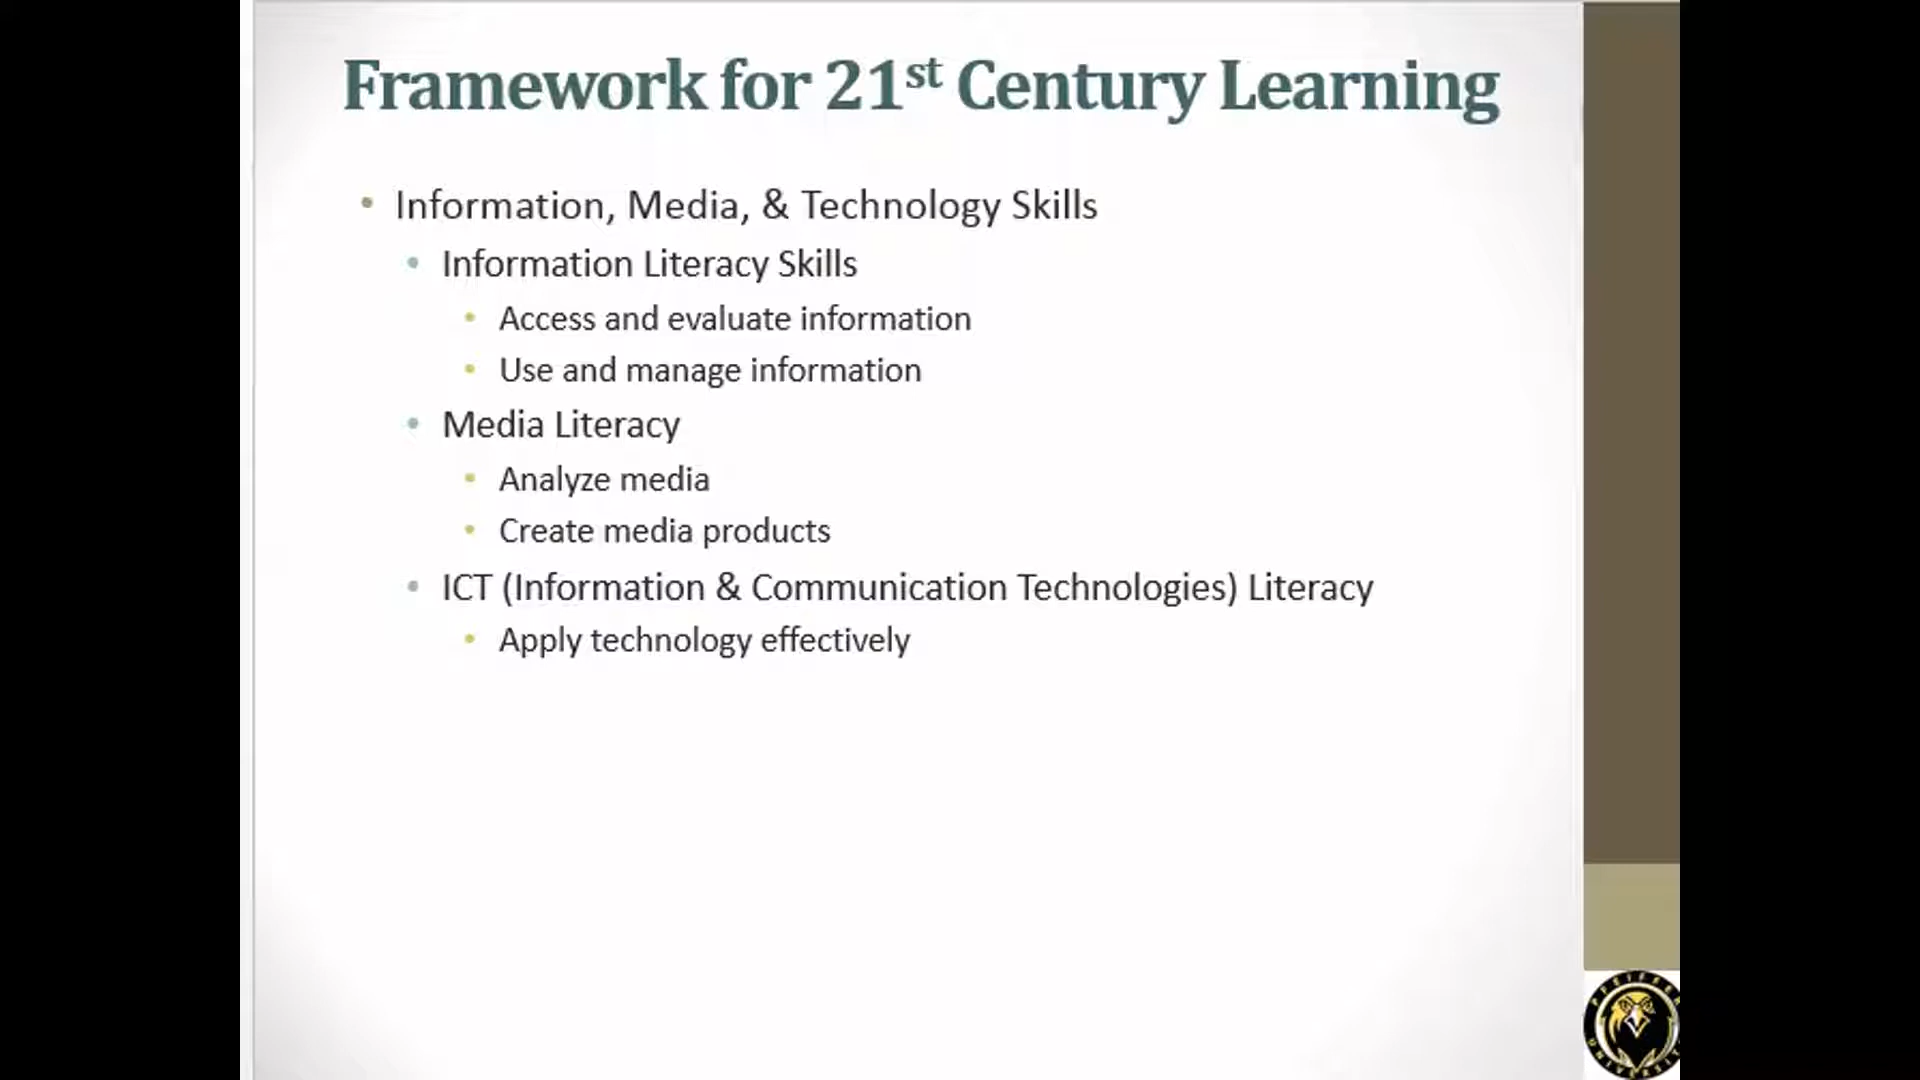 Framework for 21st Century Learning
• Information, Media, & Technology Skills
• Information Literacy Skills
• Access and evaluate information
• Use and manage information
• Media Literacy
• Analyze media
• Create media products
• ICT (Information & Communication Technologies) Literacy
• Apply technology effectively